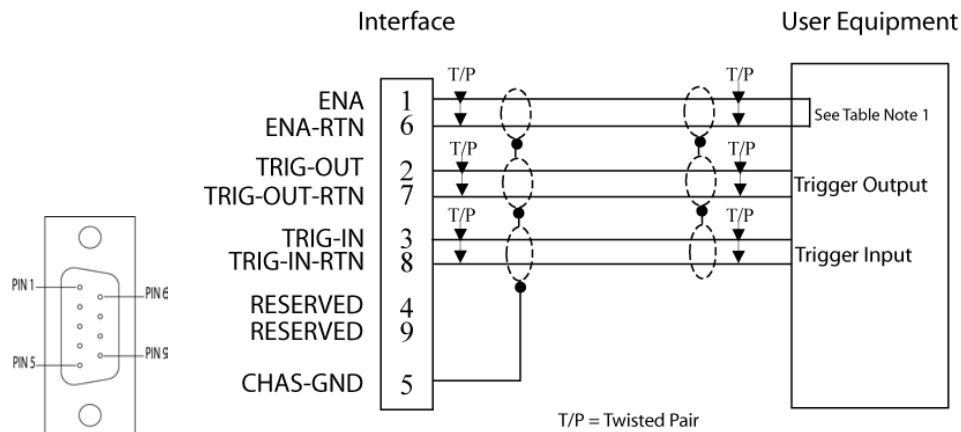 Interface
User Equipment
T/P
T/P
ENA 1
See Table Note 1
ENA-RTN 6
T/P
T/P
TRIG-OUT 2
Trigger Output
TRIG-OUT-RTN 7
T/P
T/P
TRIG-IN 3
Trigger Input
TRIG-IN-RTN 8
RESERVED 4
RESERVED 9
CHAS-GND 5
PIN 1
PIN 6
PIN 5
PIN 9
T/P = Twisted Pair